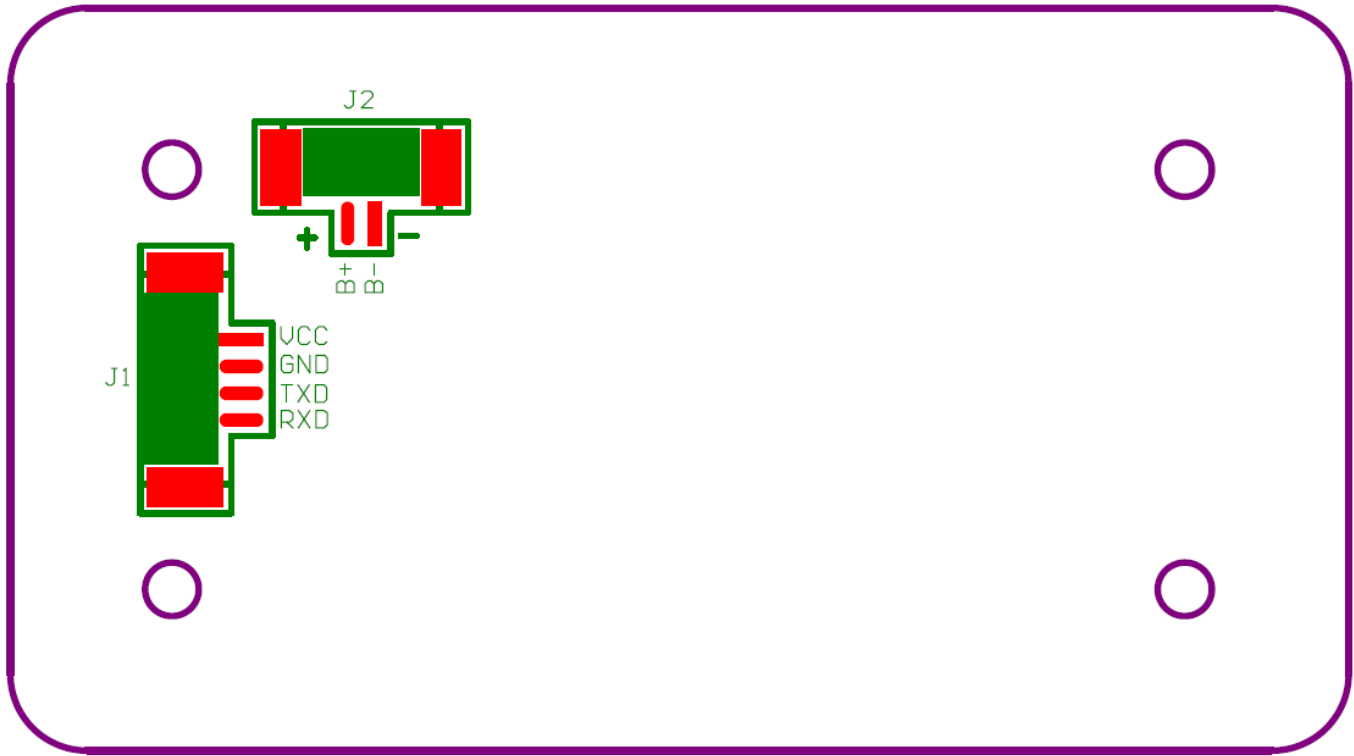 J2
+ -
B+
B-
VCC
GND
J1
TXD
RXD